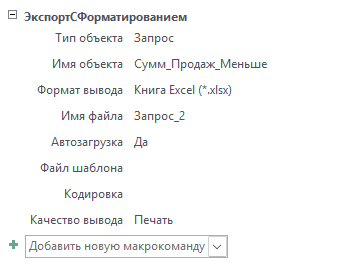 ЭкспортСФорматированием
Тип объекта Запрос
Имя объекта Сумм_Продаж_Меньше
Формат вывода Книга Excel (*.xlsx)
Имя файла Запрос_2
Автозагрузка Да
Файл шаблона
Кодировка
Качество вывода Печать
Добавить новую макрокоманду